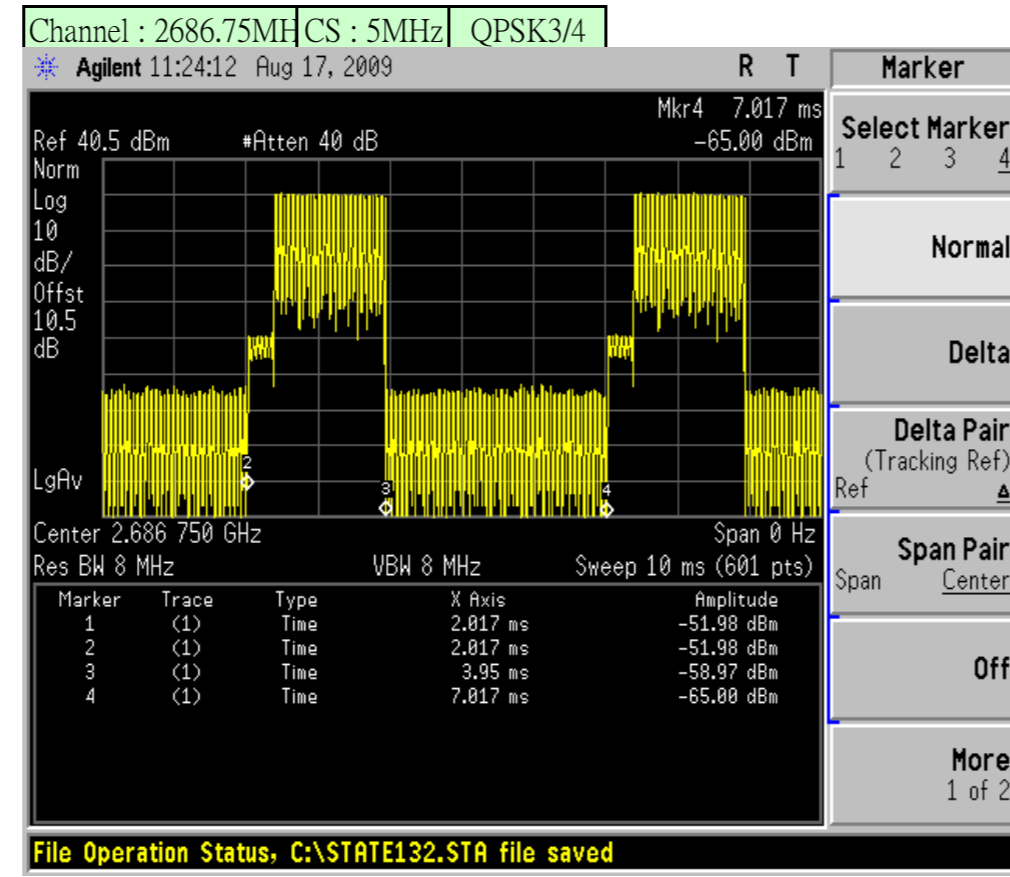 Channel : 2686.75MH CS : 5MHz QPSK3/4
Agilent 11:24:12 Aug 17, 2009 R T Marker
Mkr4 7.017 ms
Ref 40.5 dBm #Atten 40 dB -65.00 dBm
Select Marker
1 2 3 4
Norm
Log
10
dB/
Offst
10.5
dB
LgAv
2
3
4
Normal
Delta
Delta Pair
(Tracking Ref)
Ref Δ
Center 2.686 750 GHz Span 0 Hz
Res BW 8 MHz VBW 8 MHz Sweep 10 ms (601 pts)
Span Pair
Span Center
Marker Trace Type X Axis Amplitude
1 (1) Time 2.017 ms -51.98 dBm
2 (1) Time 2.017 ms -51.98 dBm
3 (1) Time 3.95 ms -58.97 dBm
4 (1) Time 7.017 ms -65.00 dBm
Off
More
1 of 2
File Operation Status, C:\STATE132.STA file saved